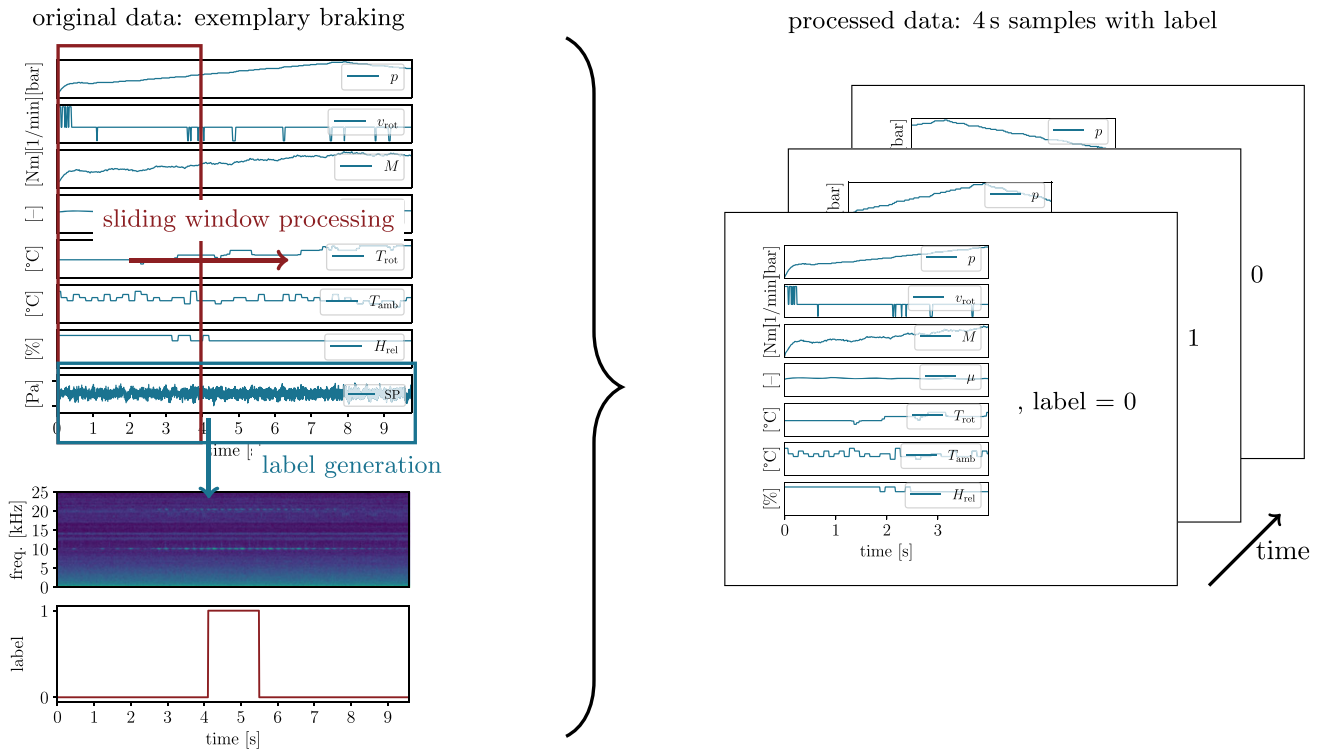 original data: exemplary braking
processed data: 4 s samples with label
[bar]
p
[1/min]
v_rot
[Nm]
M
[–]
sliding window processing
[°C]
T_rot
[°C]
T_amb
[%]
H_rel
[Pa]
SP
0 1 2 3 4 5 6 7 8 9
time [s
label generation
freq. [kHz]
25
20
15
10
5
0
label
1
0
0 1 2 3 4 5 6 7 8 9
time [s]
bar]
p
0
bar]
p
1
[bar]
p
[1/min]
v_rot
[Nm]
M
[–]
μ
, label = 0
[°C]
T_rot
[°C]
T_amb
[%]
H_rel
0 1 2 3
time [s]
time